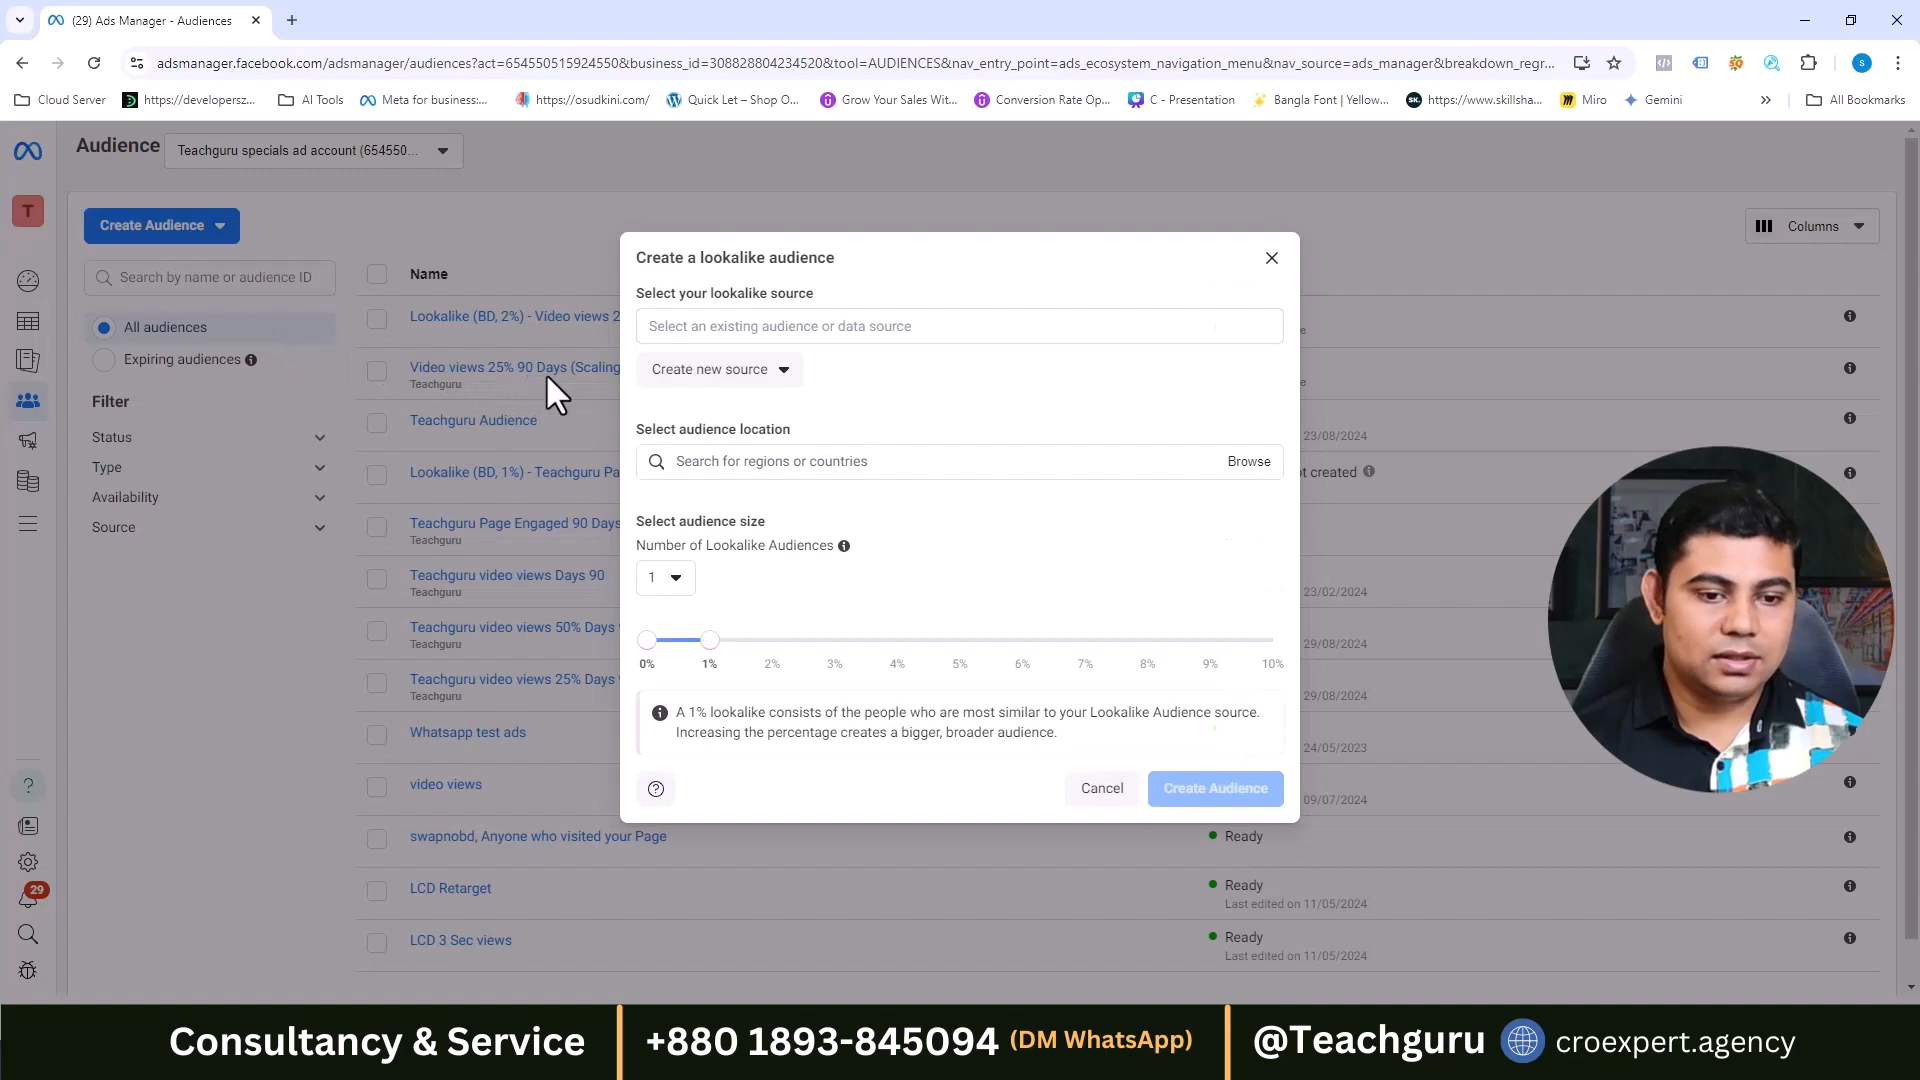 (29) Ads Manager - Audiences
adsmanager.facebook.com/adsmanager/audiences?act=654550515924550&business_id=308828804234520&tool=AUDIENCES&nav_entry_point=ads_ecosystem_navigation_menu&nav_source=ads_manager&breakdown_regr...
S
Cloud Server
https://developersz...
AI Tools
Meta for business:...
https://osudkini.com/
Quick Let – Shop O...
Grow Your Sales Wit...
Conversion Rate Op...
C - Presentation
Bangla Font | Yellow...
SK.
https://www.skillsha...
Miro
Gemini
All Bookmarks
Audience
Teachguru specials ad account (654550...
T
Create Audience
Columns
Search by name or audience ID
Name
All audiences
Expiring audiences
Filter
Status
Type
Availability
Source
Lookalike (BD, 2%) - Video views 2
Video views 25% 90 Days (Scaling
Teachguru
Teachguru Audience
23/08/2024
Lookalike (BD, 1%) - Teachguru Pa
t created
Teachguru Page Engaged 90 Days
Teachguru
Teachguru video views Days 90
Teachguru
23/02/2024
Teachguru video views 50% Days
Teachguru
29/08/2024
Teachguru video views 25% Days
Teachguru
29/08/2024
Whatsapp test ads
24/05/2023
video views
09/07/2024
swapnobd, Anyone who visited your Page
Ready
LCD Retarget
Ready
Last edited on 11/05/2024
LCD 3 Sec views
Ready
Last edited on 11/05/2024
29
Create a lookalike audience
Select your lookalike source
Select an existing audience or data source
Create new source
Select audience location
Search for regions or countries
Browse
Select audience size
Number of Lookalike Audiences
1
0% 1% 2% 3% 4% 5% 6% 7% 8% 9% 10%
A 1% lookalike consists of the people who are most similar to your Lookalike Audience source.
Increasing the percentage creates a bigger, broader audience.
Cancel
Create Audience
Consultancy & Service
+880 1893-845094 (DM WhatsApp)
@Teachguru
croexpert.agency